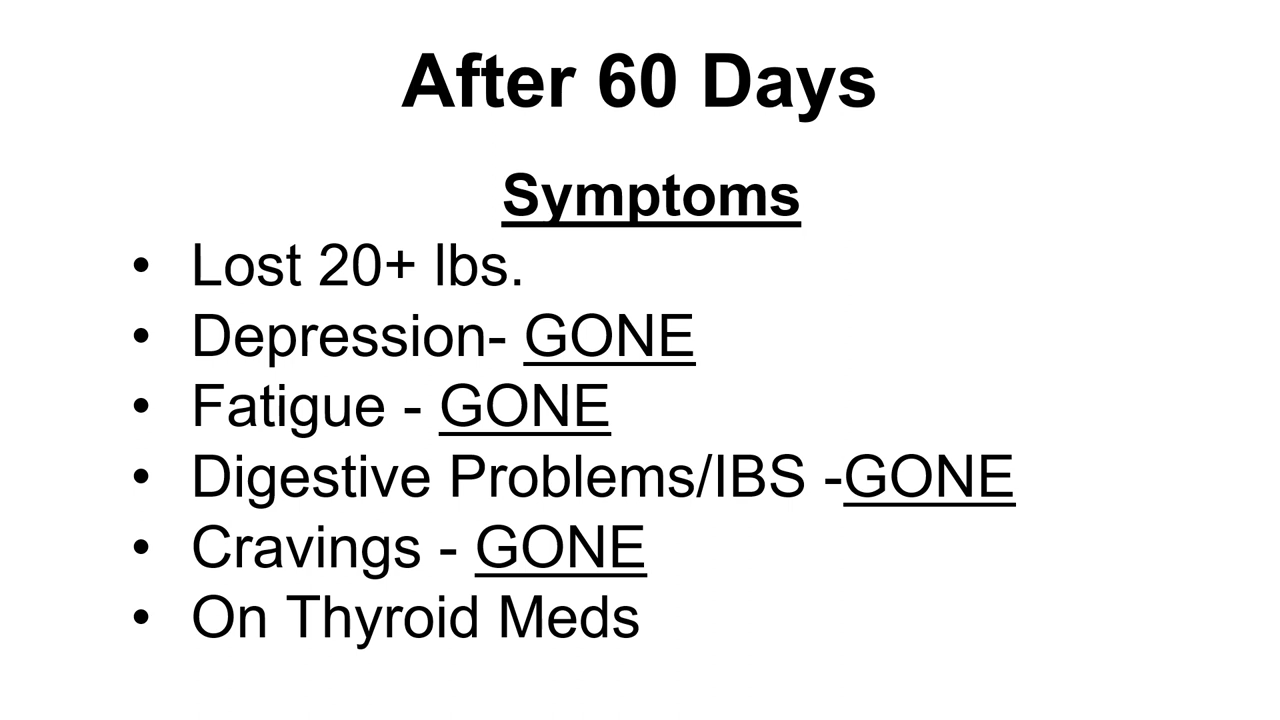 After 60 Days
Symptoms
• Lost 20+ lbs.
• Depression- GONE
• Fatigue - GONE
• Digestive Problems/IBS -GONE
• Cravings - GONE
• On Thyroid Meds